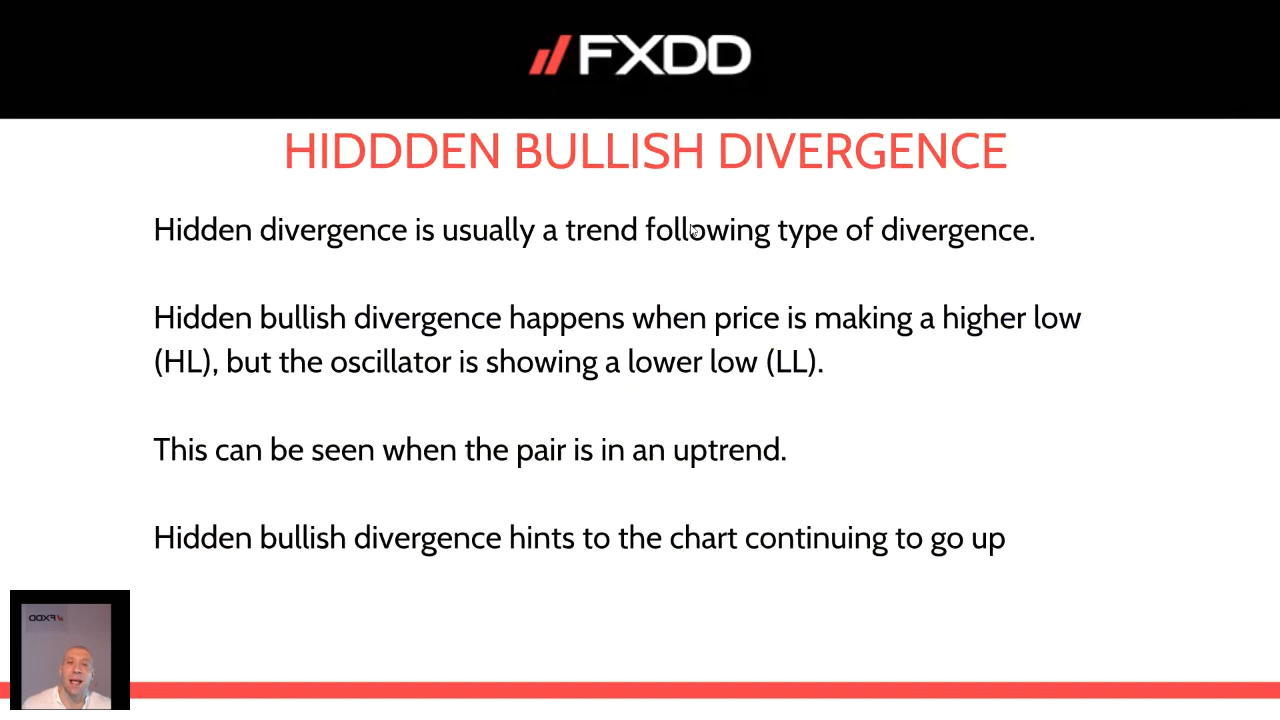 FXDD
HIDDDEN BULLISH DIVERGENCE
Hidden divergence is usually a trend following type of divergence.
Hidden bullish divergence happens when price is making a higher low
(HL), but the oscillator is showing a lower low (LL).
This can be seen when the pair is in an uptrend.
Hidden bullish divergence hints to the chart continuing to go up
FXDD